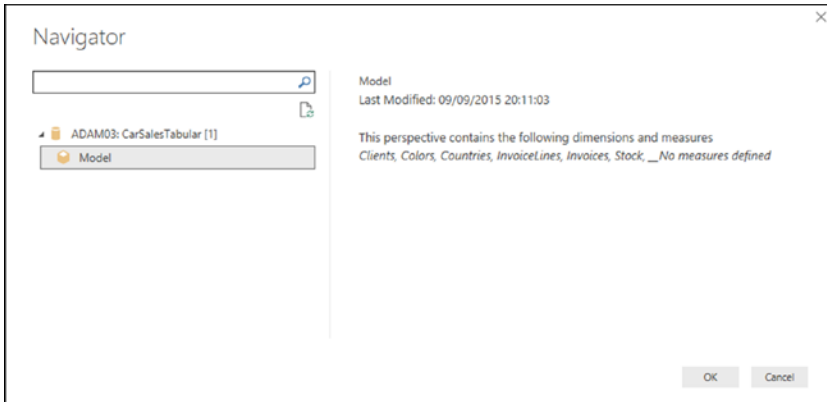 Navigator
ADAM03: CarSalesTabular [1]
Model
Model
Last Modified: 09/09/2015 20:11:03
This perspective contains the following dimensions and measures
Clients, Colors, Countries, InvoiceLines, Invoices, Stock, __No measures defined
OK Cancel